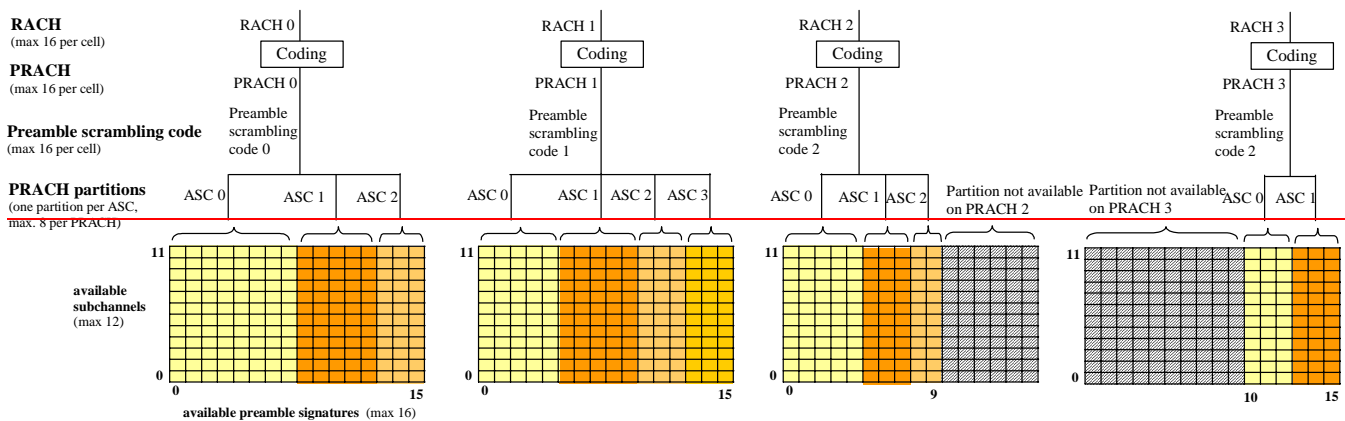 RACH
(max 16 per cell)
PRACH
(max 16 per cell)
Preamble scrambling code
(max 16 per cell)
PRACH partitions
(one partition per ASC,
max. 8 per PRACH)
RACH 0
Coding
PRACH 0
Preamble
scrambling
code 0
ASC 0
ASC 1
ASC 2
RACH 1
Coding
PRACH 1
Preamble
scrambling
code 1
ASC 0
ASC 1
ASC 2
ASC 3
RACH 2
Coding
PRACH 2
Preamble
scrambling
code 2
ASC 0
ASC 1
ASC 2
Partition not available
on PRACH 2
RACH 3
Coding
PRACH 3
Preamble
scrambling
code 2
Partition not available
on PRACH 3
ASC 0
ASC 1
available
subchannels
(max 12)
11
0
0
15
available preamble signatures (max 16)
11
0
0
15
11
0
0
9
11
0
10
15